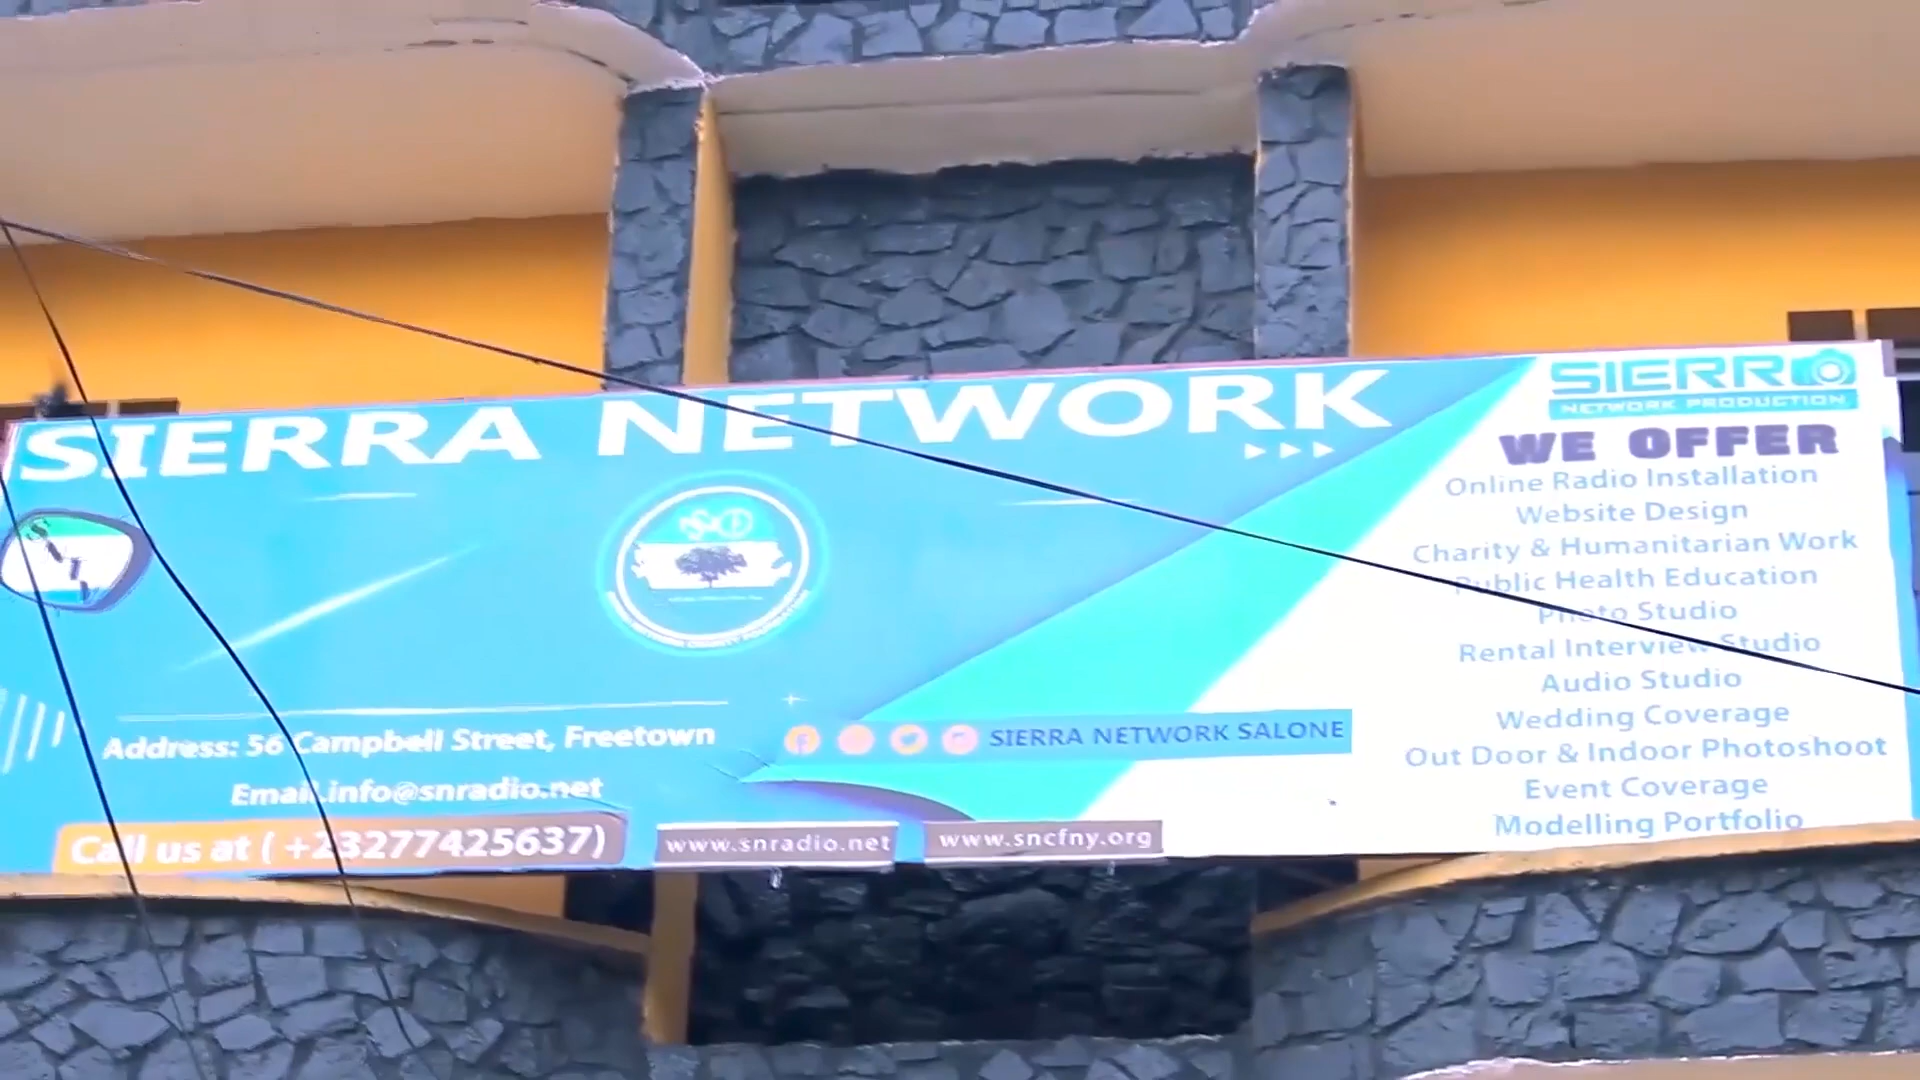 SIERRA NETWORK
SIERRA
NETWORK PRODUCTION
WE OFFER
Online Radio Installation
Website Design
Charity & Humanitarian Work
Public Health Education
Photo Studio
Rental Interview Studio
Audio Studio
Wedding Coverage
Out Door & Indoor Photoshoot
Event Coverage
Modelling Portfolio
Address: 56 Campbell Street, Freetown
SIERRA NETWORK SALONE
Email.info@snradio.net
Call us at ( +23277425637)
www.snradio.net
www.sncfny.org